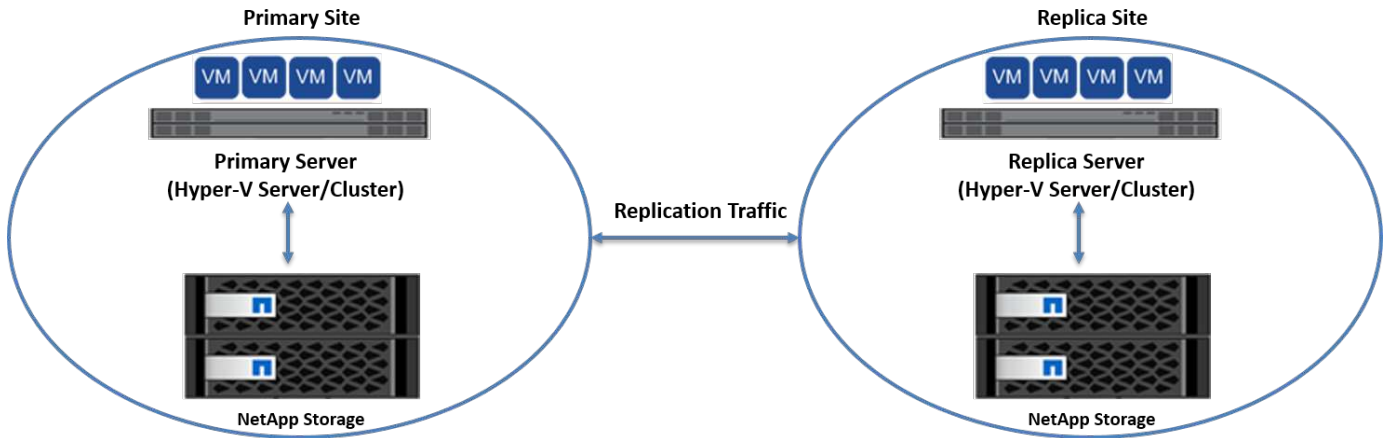 Primary Site
VM VM VM VM
Primary Server
(Hyper-V Server/Cluster)
NetApp Storage
Replication Traffic
Replica Site
VM VM VM VM
Replica Server
(Hyper-V Server/Cluster)
NetApp Storage